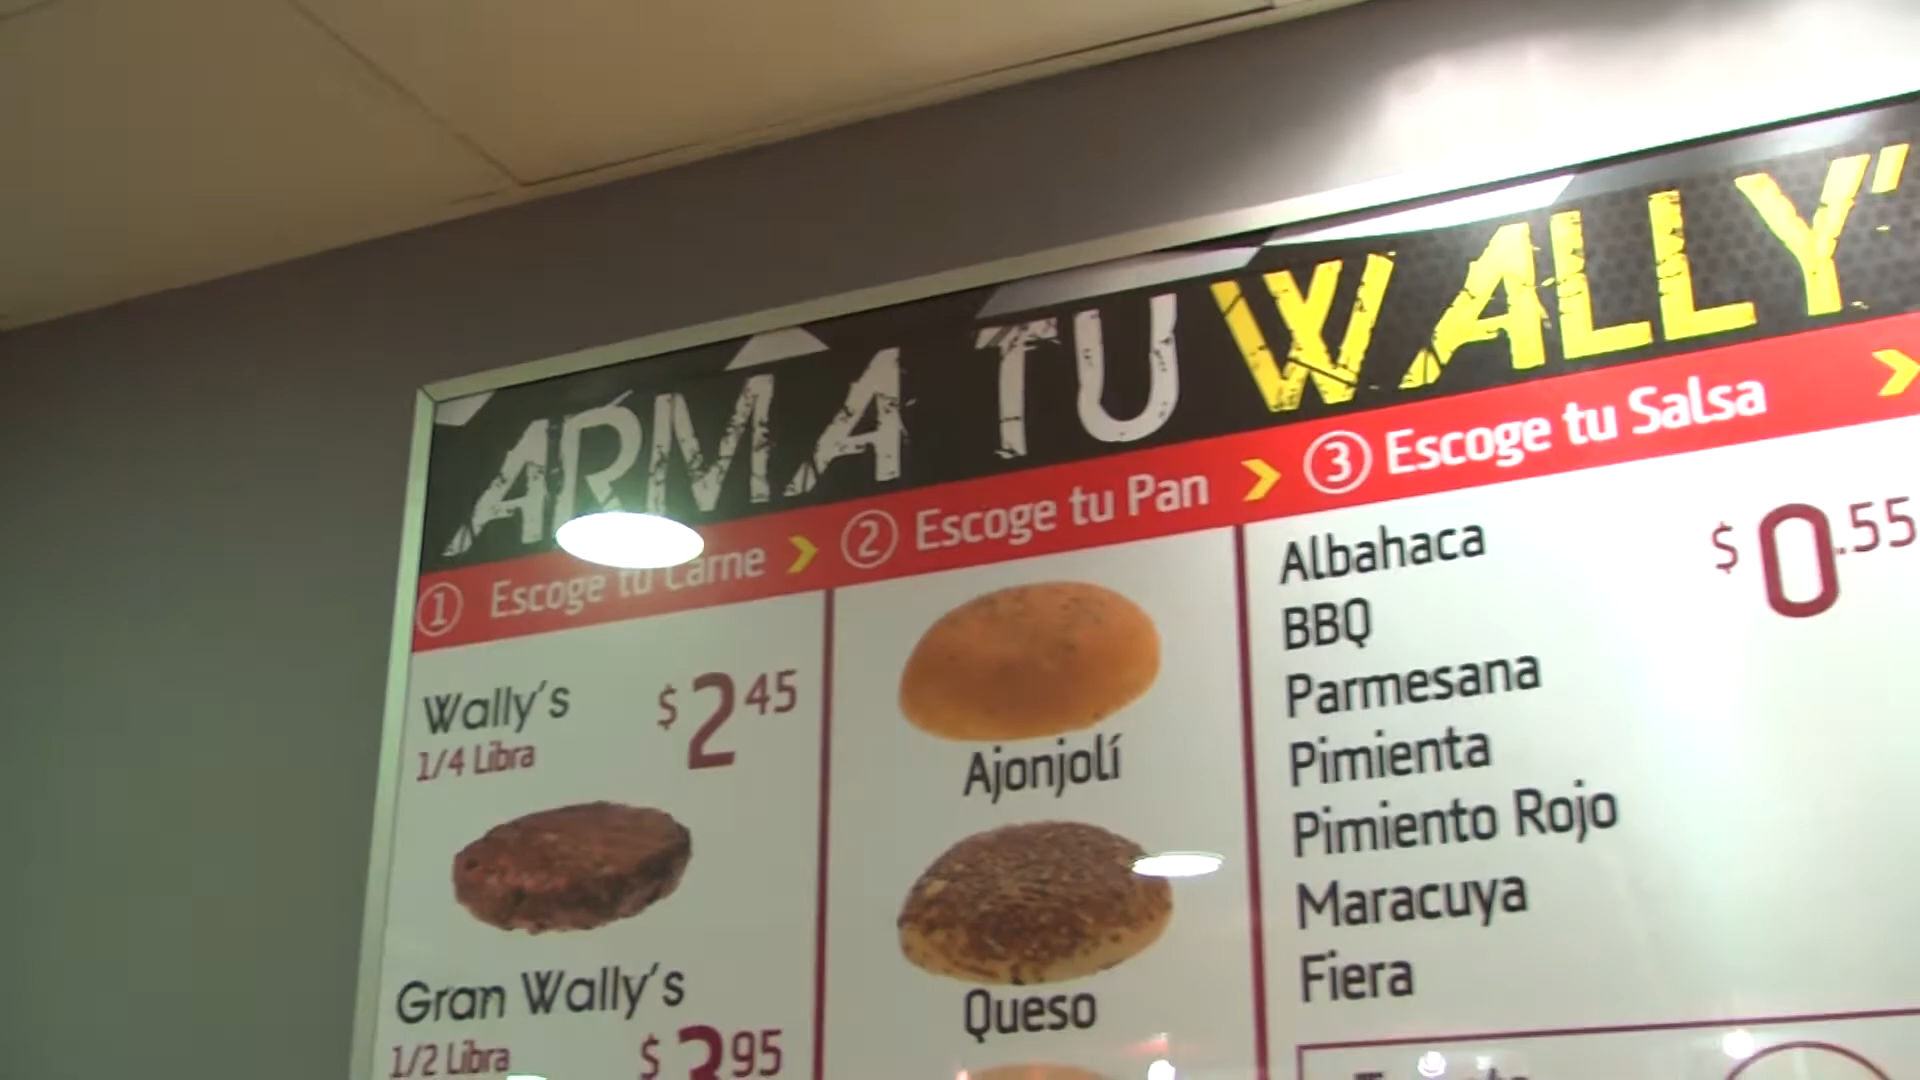 ARMA TU WALLY'
1 Escoge tu Carne
2 Escoge tu Pan
3 Escoge tu Salsa
Wally's $2.45
1/4 Libra
Gran Wally's
1/2 Libra $3.95
Ajonjolí
Queso
Albahaca $0.55
BBQ
Parmesana
Pimienta
Pimiento Rojo
Maracuya
Fiera